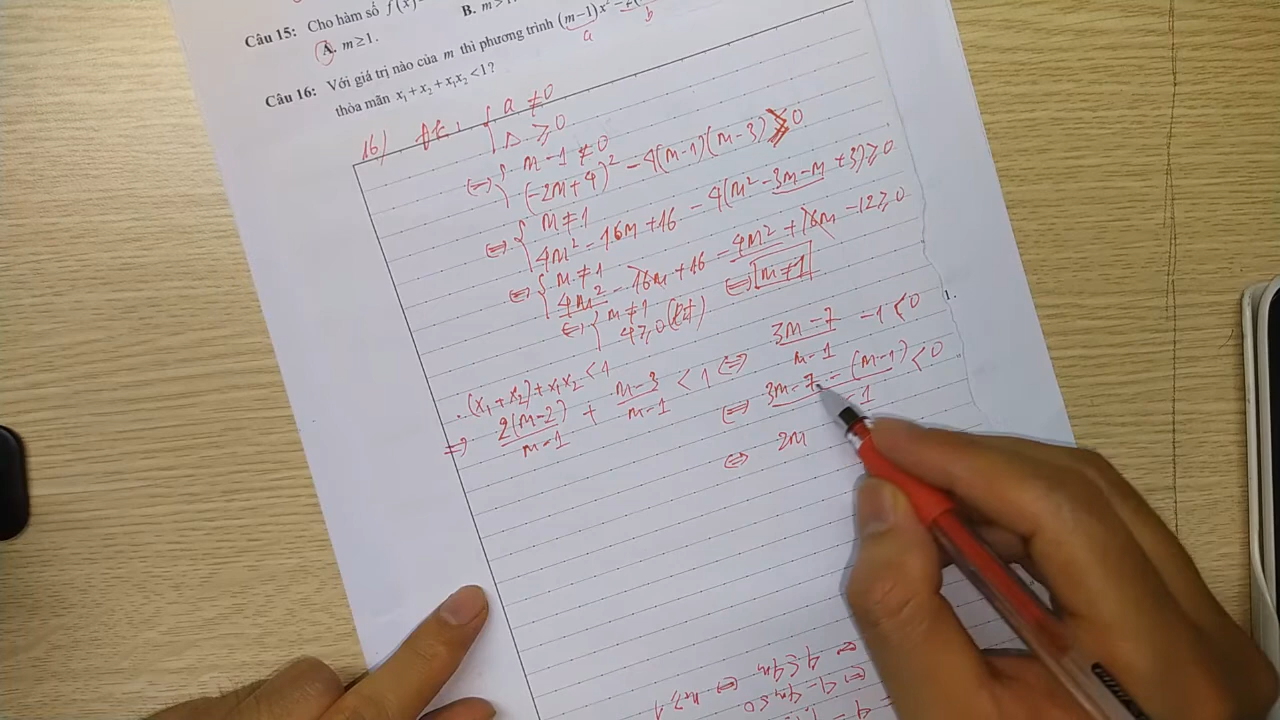 Câu 15: Cho hàm số f(x)
B. m >
A. m ≥ 1.
Câu 16: Với giá trị nào của m thì phương trình (m−1)x² −2(
a b
thỏa mãn x₁ + x₂ + x₁x₂ < 1?
16) ĐK: { a ≠ 0
Δ ≥ 0
⇔ { m − 1 ≠ 0
(−2m+4)² − 4(m−1)(m−3) ≥ 0
⇔ { m ≠ 1
4m² − 16m + 16 − 4(m² − 3m − m + 3) ≥ 0
⇔ { m ≠ 1
4m² − 16m + 16 − 4m² + 16m − 12 ≥ 0
⇔ { m ≠ 1
4 ≥ 0 ⇔ m ≠ 1
. (x₁ + x₂) + x₁x₂ < 1
⇒ 2(m−2)/m−1 + m−3/m−1 < 1 ⇔ 3m−7/m−1 − 1 < 0
⇔ 3m − 7 − (m−1) < 0
1
⇔ 2m
1.